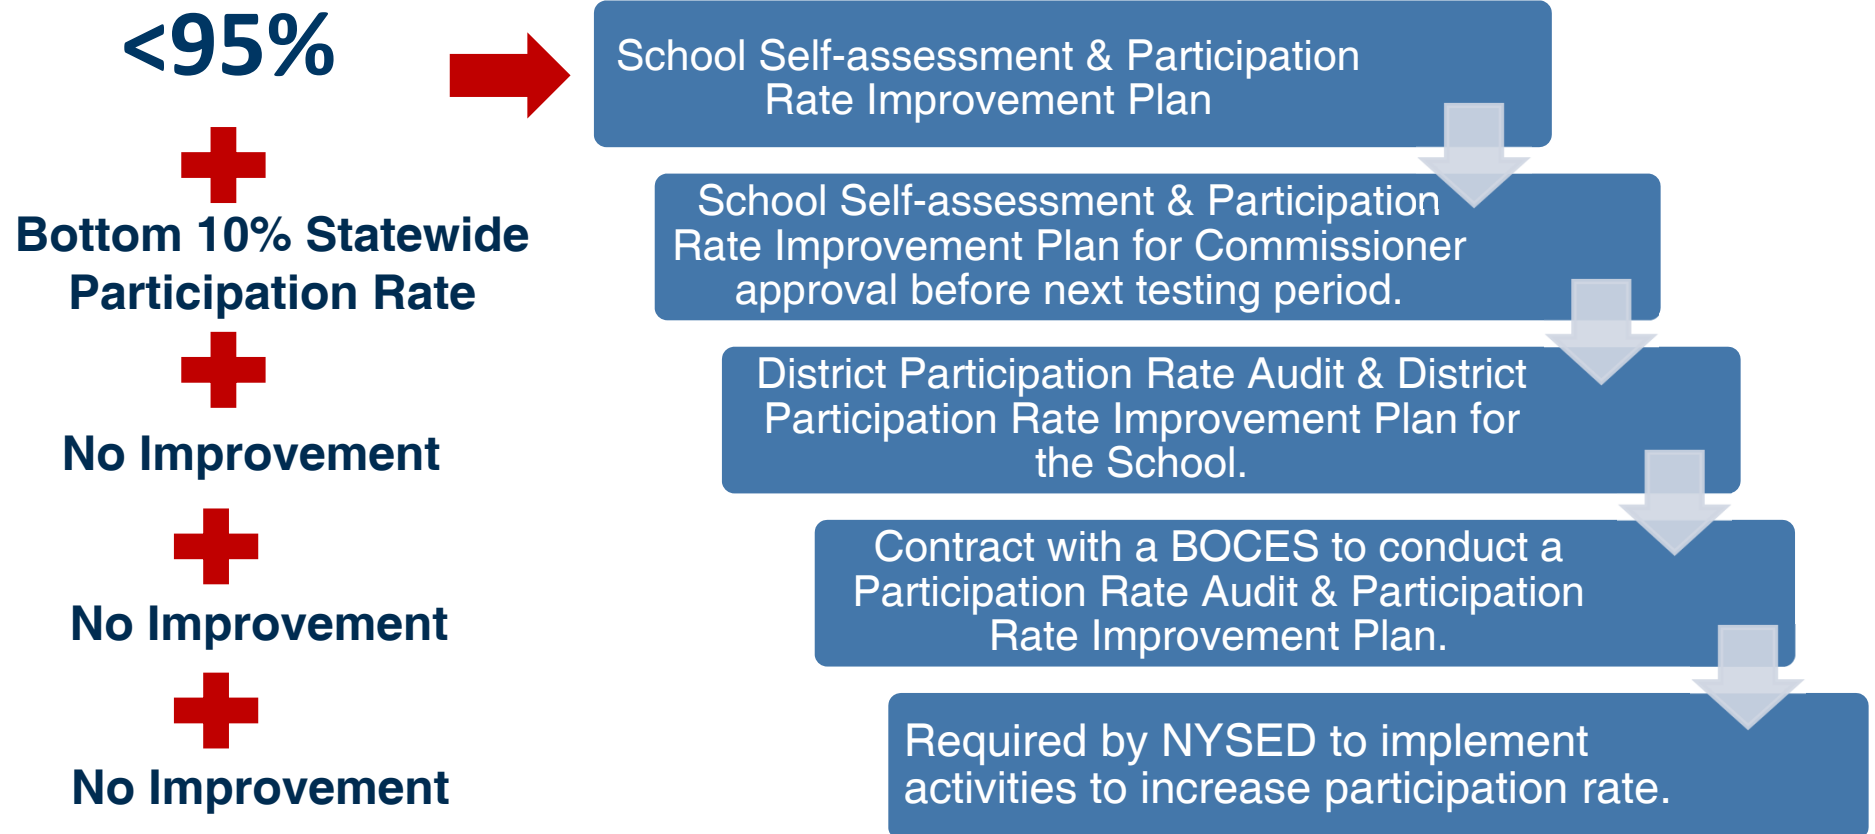 <95%
School Self-assessment & Participation
Rate Improvement Plan
Bottom 10% Statewide
Participation Rate
School Self-assessment & Participation
Rate Improvement Plan for Commissioner
approval before next testing period.
No Improvement
District Participation Rate Audit & District
Participation Rate Improvement Plan for
the School.
No Improvement
Contract with a BOCES to conduct a
Participation Rate Audit & Participation
Rate Improvement Plan.
No Improvement
Required by NYSED to implement
activities to increase participation rate.